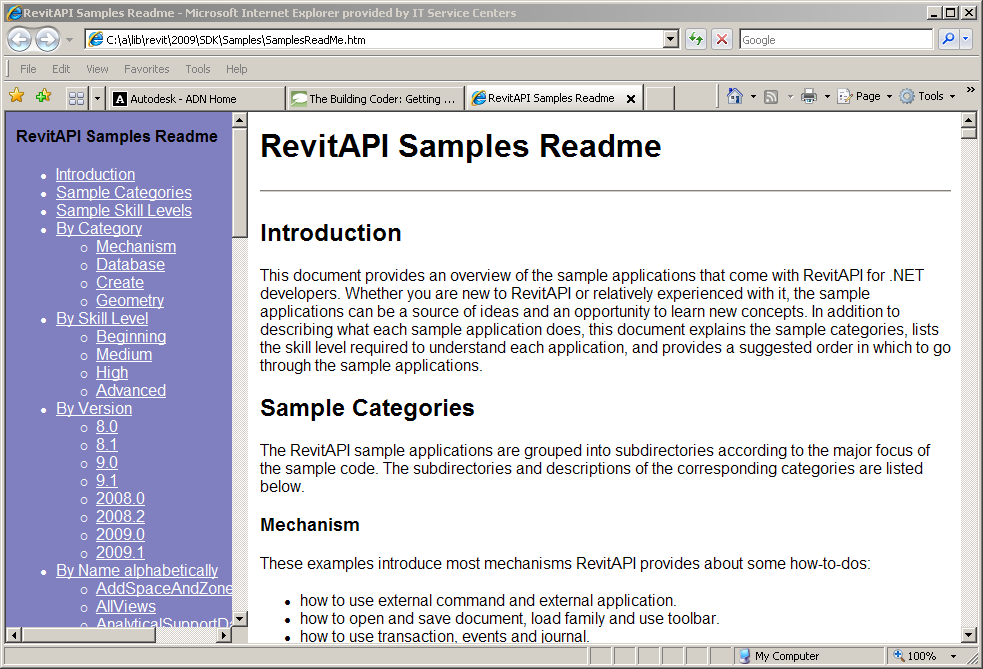 RevitAPI Samples Readme - Microsoft Internet Explorer provided by IT Service Centers
C:\a\lib\revit\2009\SDK\Samples\SamplesReadMe.htm
Google
File Edit View Favorites Tools Help
A Autodesk - ADN Home
The Building Coder: Getting ...
RevitAPI Samples Readme
Page
Tools
RevitAPI Samples Readme
Introduction
Sample Categories
Sample Skill Levels
By Category
Mechanism
Database
Create
Geometry
By Skill Level
Beginning
Medium
High
Advanced
By Version
8.0
8.1
9.0
9.1
2008.0
2008.2
2009.0
2009.1
By Name alphabetically
AddSpaceAndZone
AllViews
AnalyticalSupportDa
RevitAPI Samples Readme
Introduction
This document provides an overview of the sample applications that come with RevitAPI for .NET
developers. Whether you are new to RevitAPI or relatively experienced with it, the sample
applications can be a source of ideas and an opportunity to learn new concepts. In addition to
describing what each sample application does, this document explains the sample categories, lists
the skill level required to understand each application, and provides a suggested order in which to go
through the sample applications.
Sample Categories
The RevitAPI sample applications are grouped into subdirectories according to the major focus of
the sample code. The subdirectories and descriptions of the corresponding categories are listed
below.
Mechanism
These examples introduce most mechanisms RevitAPI provides about some how-to-dos:
how to use external command and external application.
how to open and save document, load family and use toolbar.
how to use transaction, events and journal.
My Computer
100%